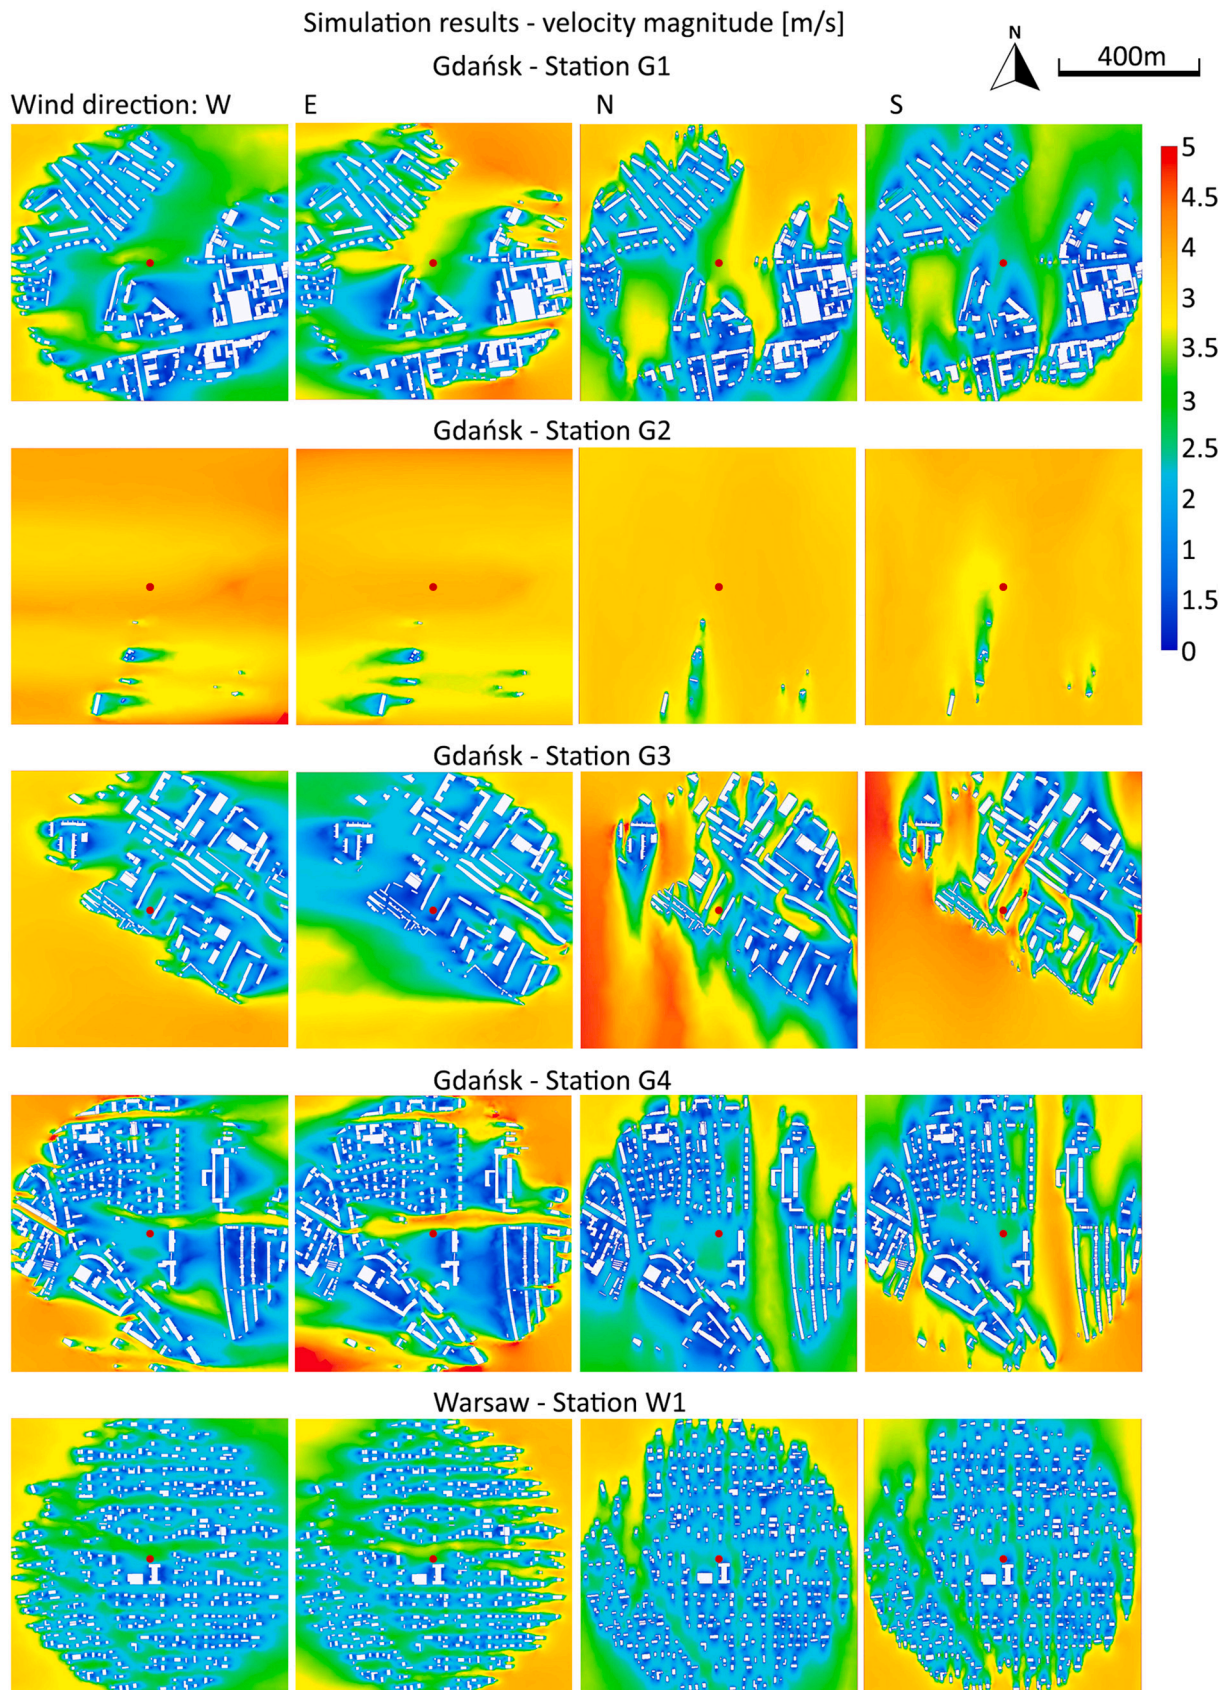 Simulation results - velocity magnitude [m/s]
Gdańsk - Station G1
N
400m
Wind direction: W E N S
5
4.5
4
3
3.5
3
2.5
2
1
1.5
0
Gdańsk - Station G2
Gdańsk - Station G3
Gdańsk - Station G4
Warsaw - Station W1